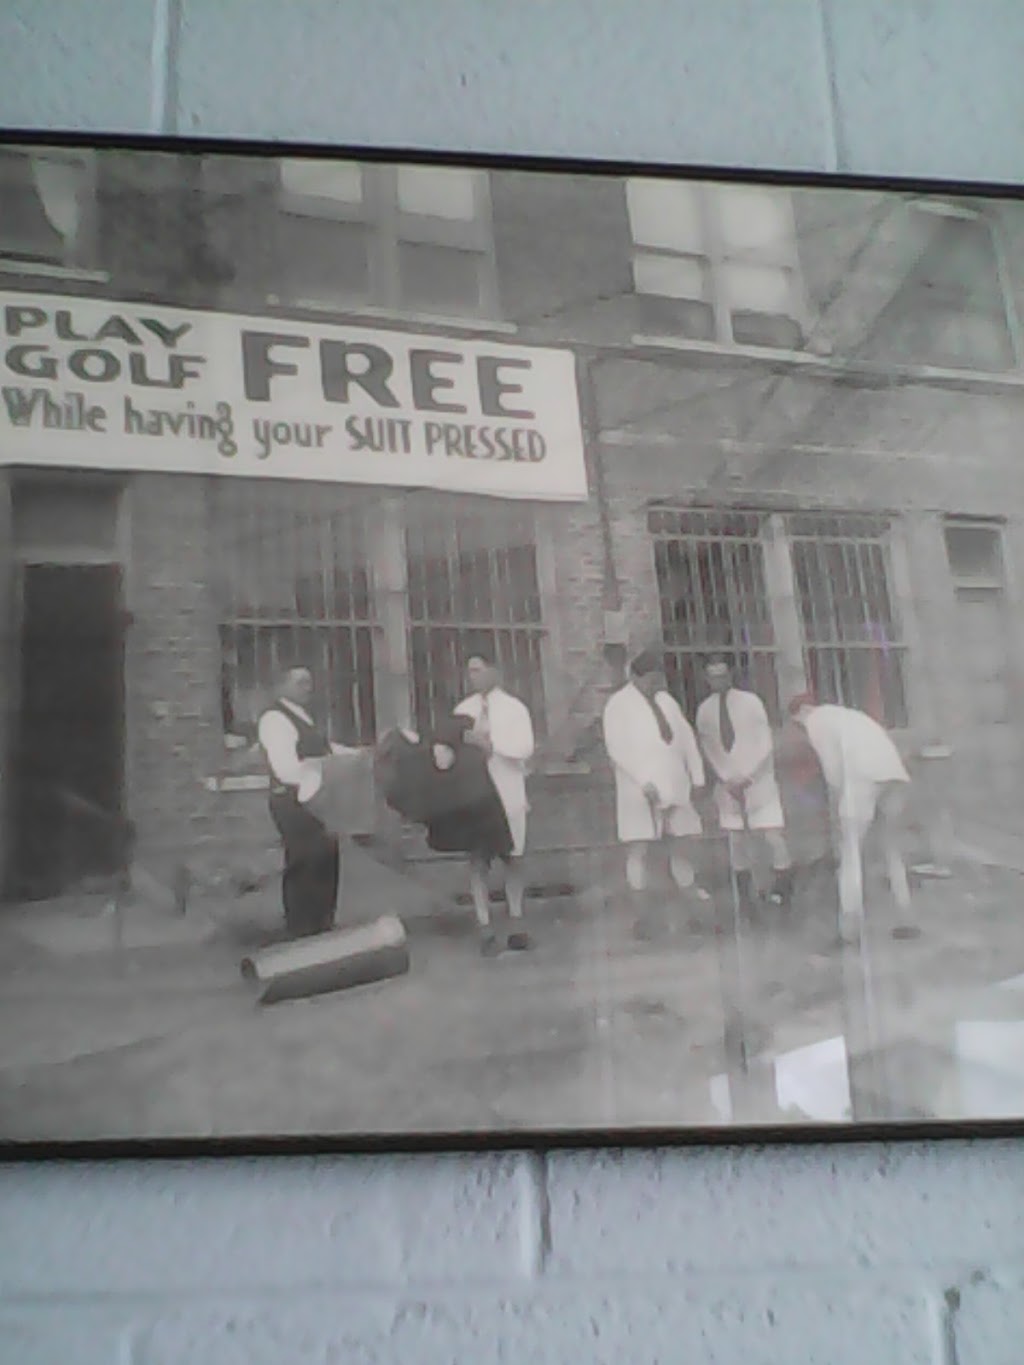 PLAY
GOLF FREE
While having your SUIT PRESSED